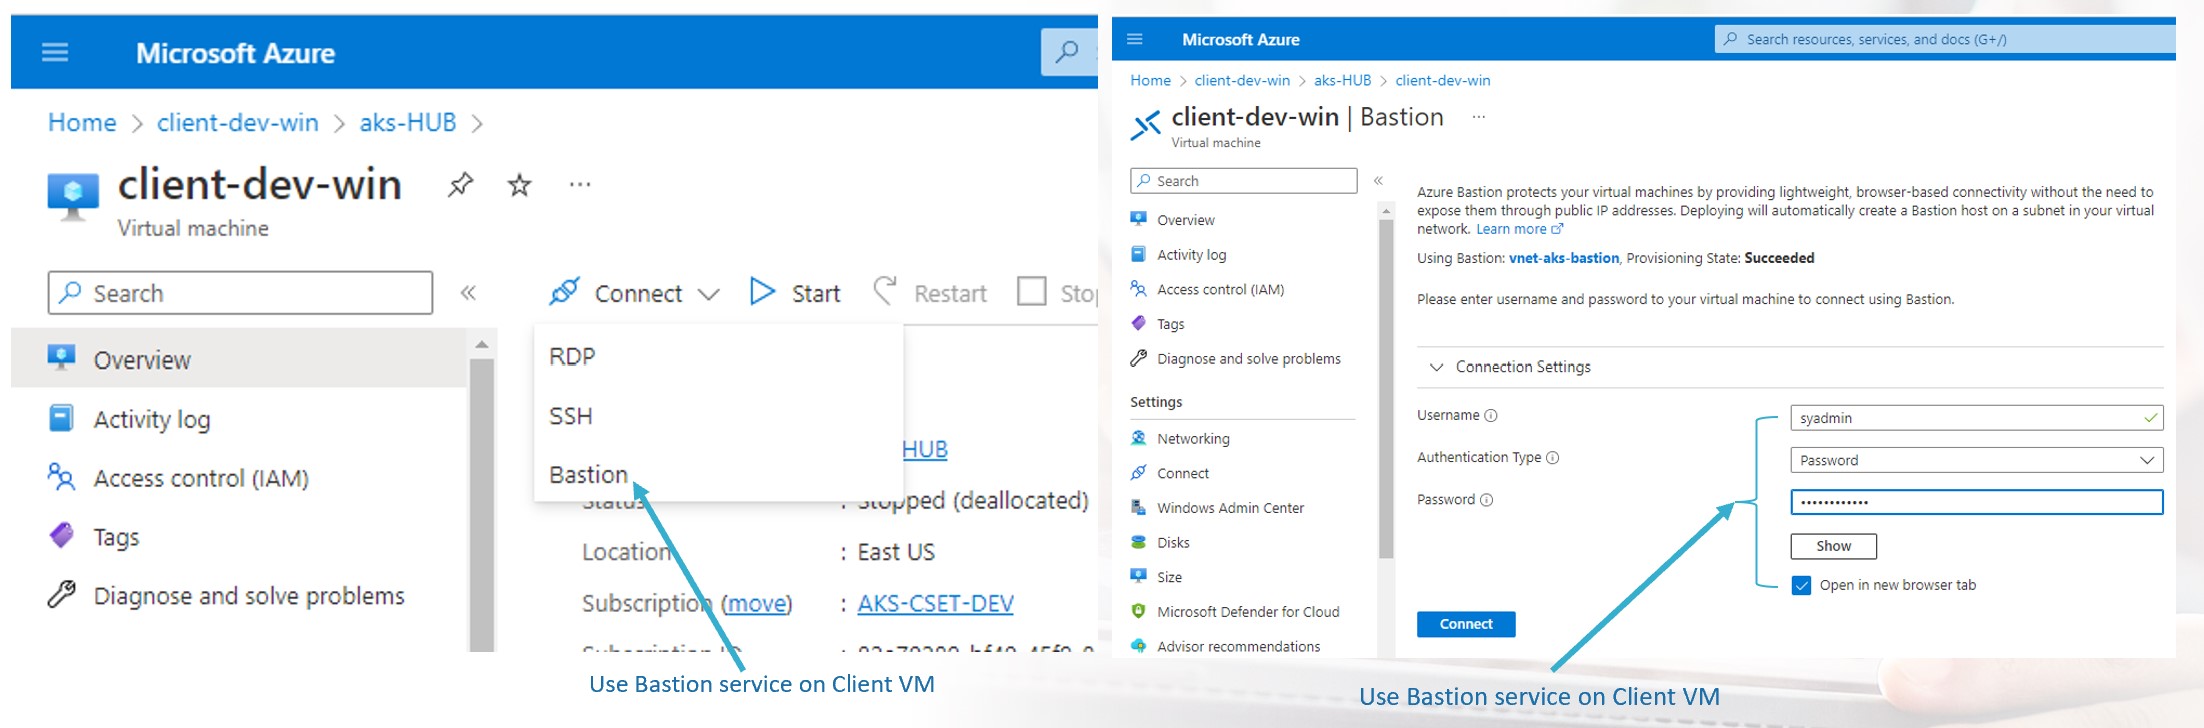 Microsoft Azure
Home > client-dev-win > aks-HUB >
client-dev-win
Virtual machine
Search
Connect
Start
Restart
RDP
SSH
Bastion
HUB
Stopped (deallocated)
Location : East US
Subscription (move) : AKS-CSET-DEV
Overview
Activity log
Access control (IAM)
Tags
Diagnose and solve problems
Use Bastion service on Client VM
Microsoft Azure
Search resources, services, and docs (G+/)
Home > client-dev-win > aks-HUB > client-dev-win
client-dev-win | Bastion ...
Virtual machine
Search
Overview
Activity log
Access control (IAM)
Tags
Diagnose and solve problems
Settings
Networking
Connect
Windows Admin Center
Disks
Size
Microsoft Defender for Cloud
Advisor recommendations
Azure Bastion protects your virtual machines by providing lightweight, browser-based connectivity without the need to
expose them through public IP addresses. Deploying will automatically create a Bastion host on a subnet in your virtual
network. Learn more
Using Bastion: vnet-aks-bastion, Provisioning State: Succeeded
Please enter username and password to your virtual machine to connect using Bastion.
Connection Settings
Username
syadmin
Authentication Type
Password
Password
••••••••••••
Show
Open in new browser tab
Connect
Use Bastion service on Client VM